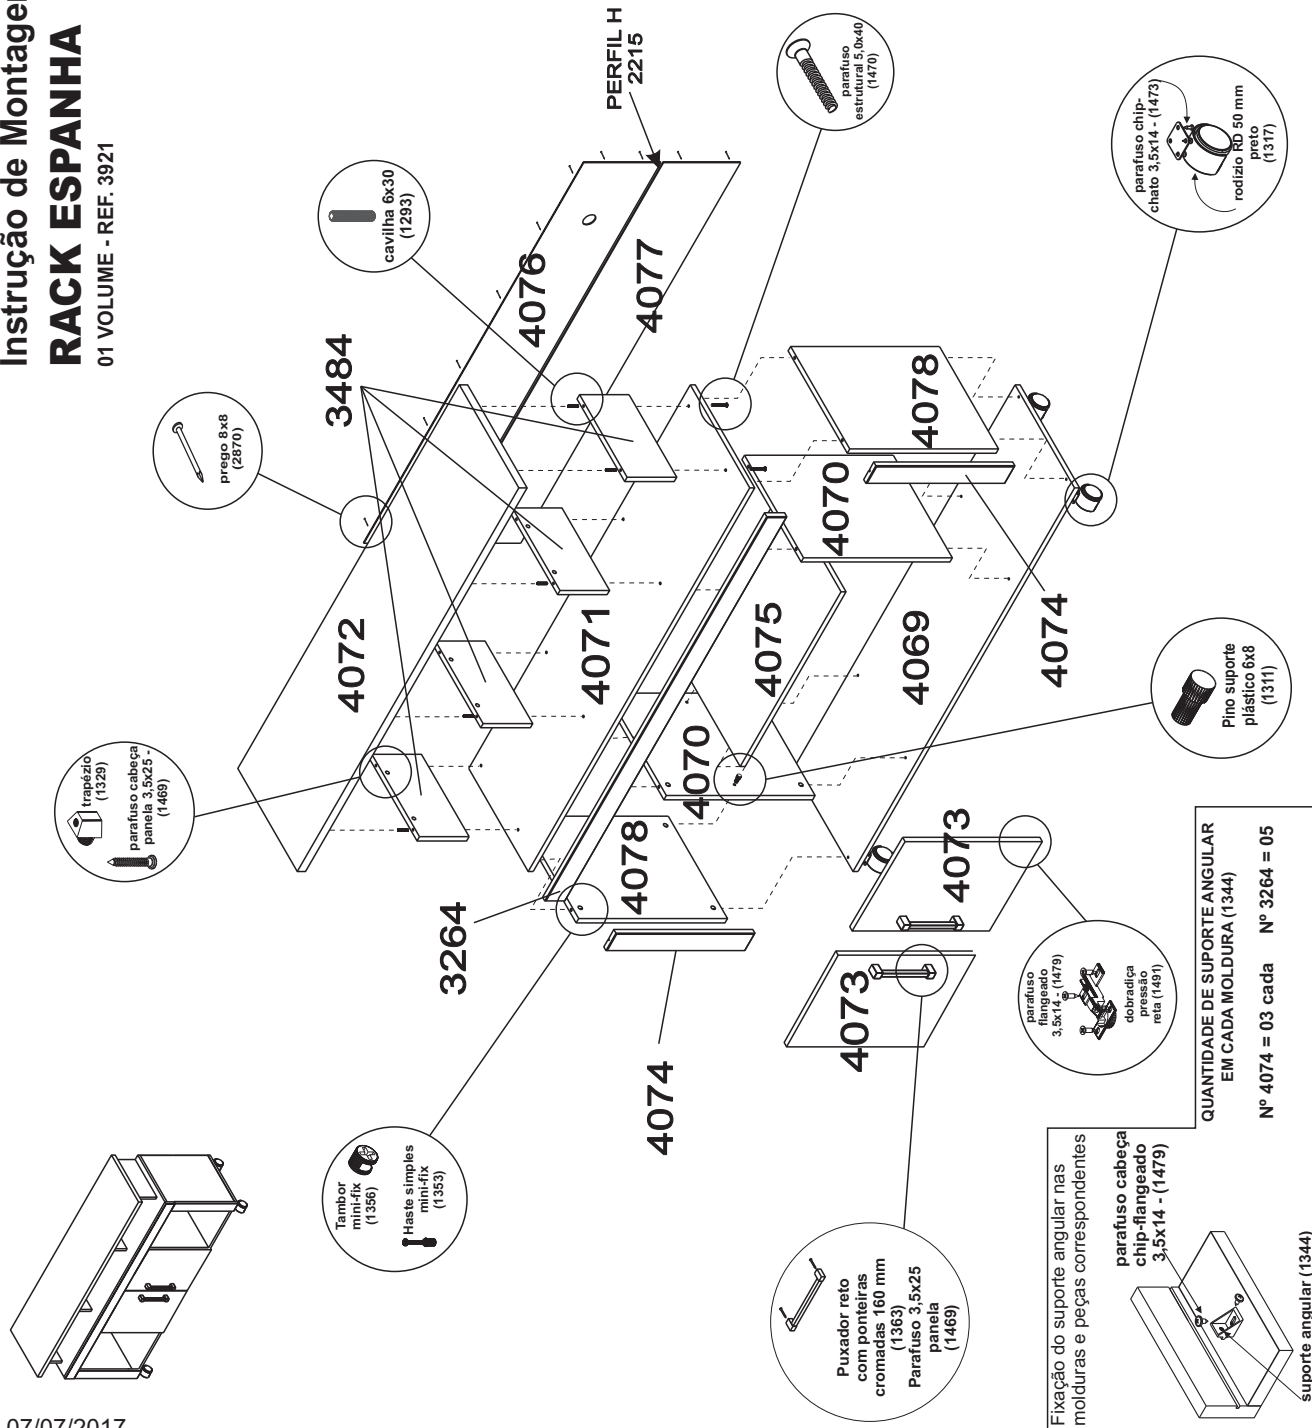 Instrução de Montagem
RACK ESPANHA
01 VOLUME - REF. 3921
prego 8x8
(2870)
cavilha 6x30
(1293)
PERFIL H
2215
parafuso
estrutural 5,0x40
(1470)
parafuso chip-
chato 3,5x14 - (1473)
rodízio RD 50 mm
preto
(1317)
trapézio
(1329)
parafuso cabeça
panela 3,5x25 -
(1469)
3484
4076
4077
4072
4071
4078
4070
4074
4075
4069
4070
4078
3264
4074
4073
4073
Pino suporte
plástico 6x8
(1311)
Tambor
mini-fix
(1356)
Haste simples
mini-fix
(1353)
parafuso
flangeado
3,5x14 - (1479)
dobradiça
pressão
reta (1491)
Puxador reto
com ponteiras
cromadas 160 mm
(1363)
Parafuso 3,5x25
panela
(1469)
QUANTIDADE DE SUPORTE ANGULAR
EM CADA MOLDURA (1344)
Nº 4074 = 03 cada Nº 3264 = 05
Fixação do suporte angular nas
molduras e peças correspondentes
parafuso cabeça
chip-flangeado
3,5x14 - (1479)
suporte angular (1344)
07/07/2017